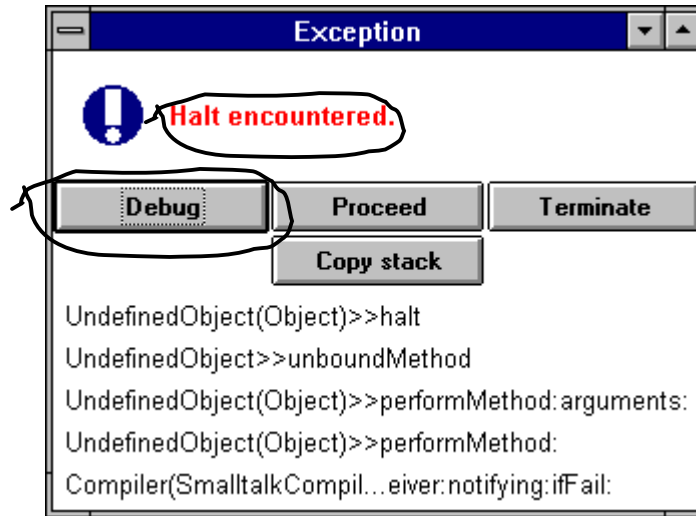 Exception
Halt encountered.
Debug Proceed Terminate
Copy stack
UndefinedObject(Object)>>halt
UndefinedObject>>unboundMethod
UndefinedObject(Object)>>performMethod:arguments:
UndefinedObject(Object)>>performMethod:
Compiler(SmalltalkCompil...eiver:notifying:ifFail: